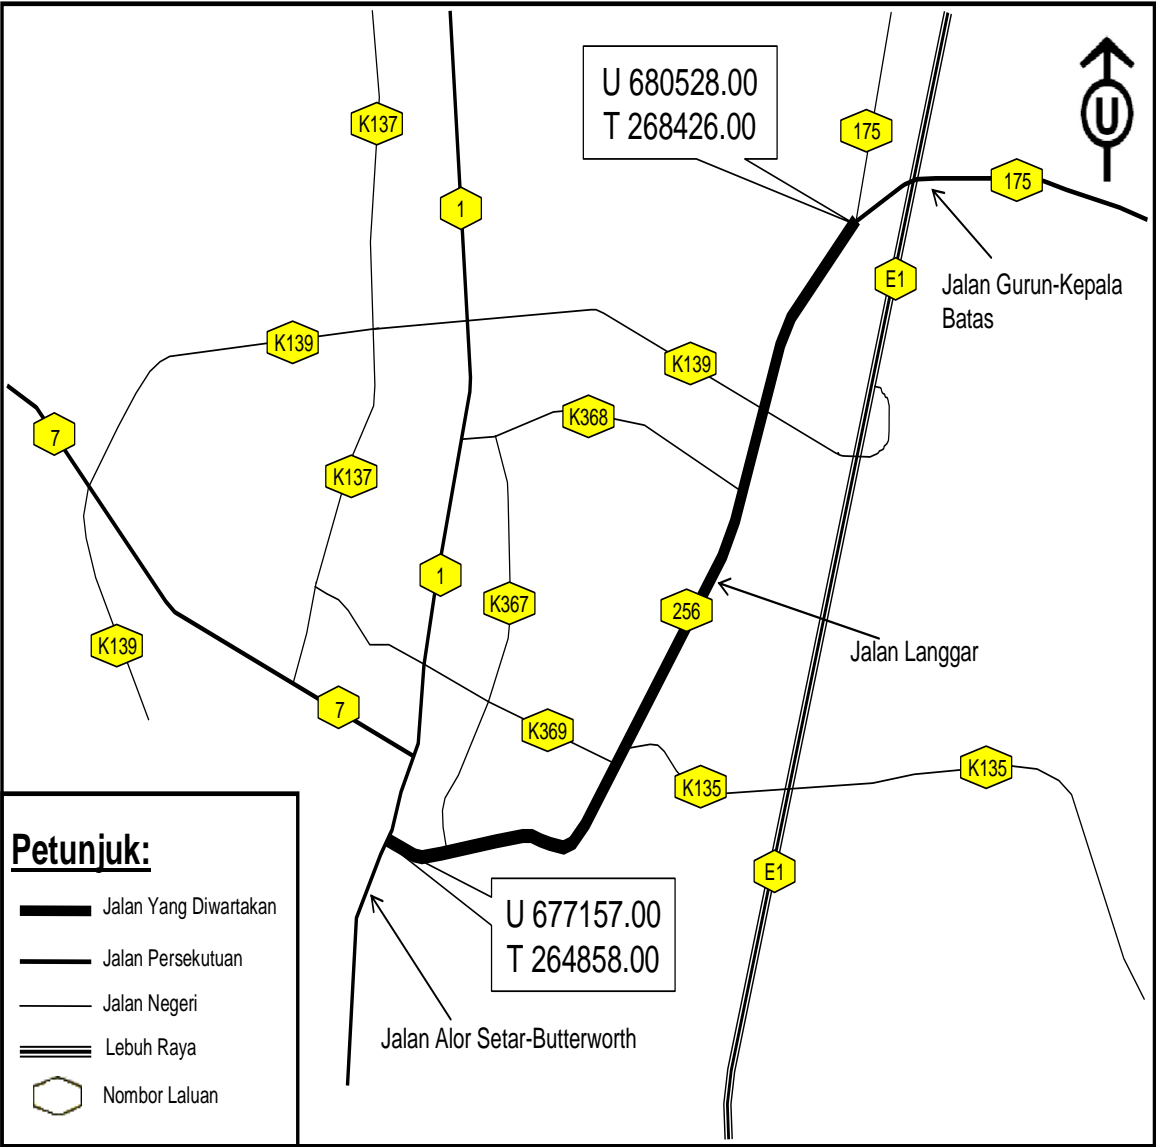 U 680528.00
T 268426.00
U
K137
175
175
1
E1
Jalan Gurun-Kepala
Batas
K139
K139
K368
7
K137
1
K367
256
K139
Jalan Langgar
7
K369
K135
K135
E1
U 677157.00
T 264858.00
Jalan Alor Setar-Butterworth
Petunjuk:
Jalan Yang Diwartakan
Jalan Persekutuan
Jalan Negeri
Lebuh Raya
Nombor Laluan